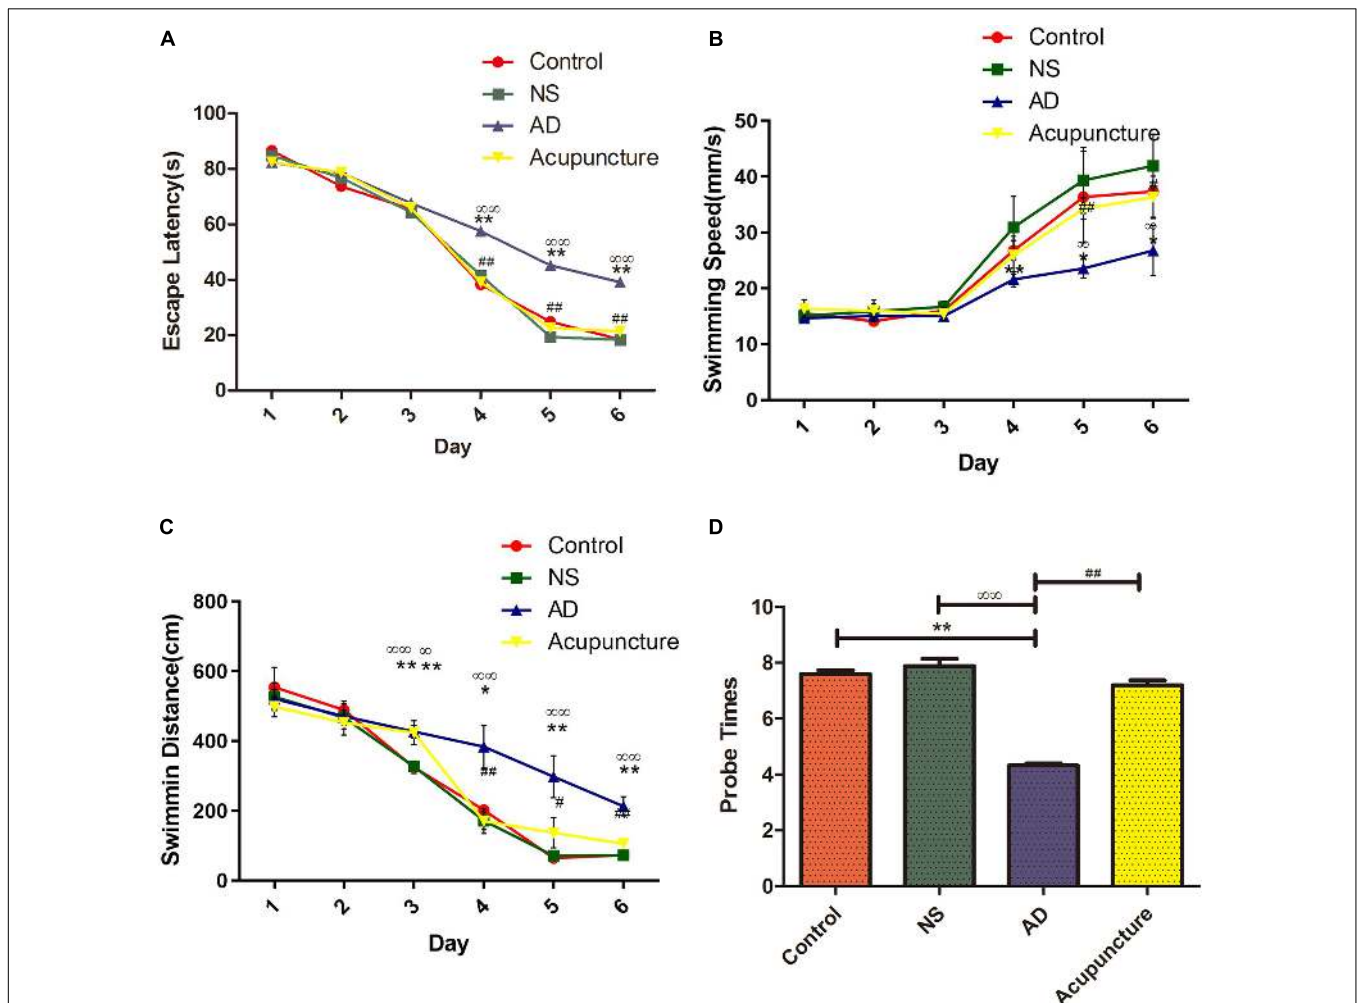 A
Control
NS
AD
Acupuncture
Escape Latency(s)
100
80
60
40
20
0
∞∞
**
##
∞∞
**
##
∞∞
**
##
1 2 3 4 5 6
Day
B
Control
NS
AD
Acupuncture
Swimming Speed(mm/s)
50
40
30
20
10
0
**
##
∞
*
#
∞
*
1 2 3 4 5 6
Day
C
Control
NS
AD
Acupuncture
Swimmin Distance(cm)
800
600
400
200
0
∞∞ ∞
** **
∞∞
*
##
∞∞
**
#
∞∞
**
##
1 2 3 4 5 6
Day
D
##
∞∞
**
Probe Times
10
8
6
4
2
0
Control
NS
AD
Acupuncture